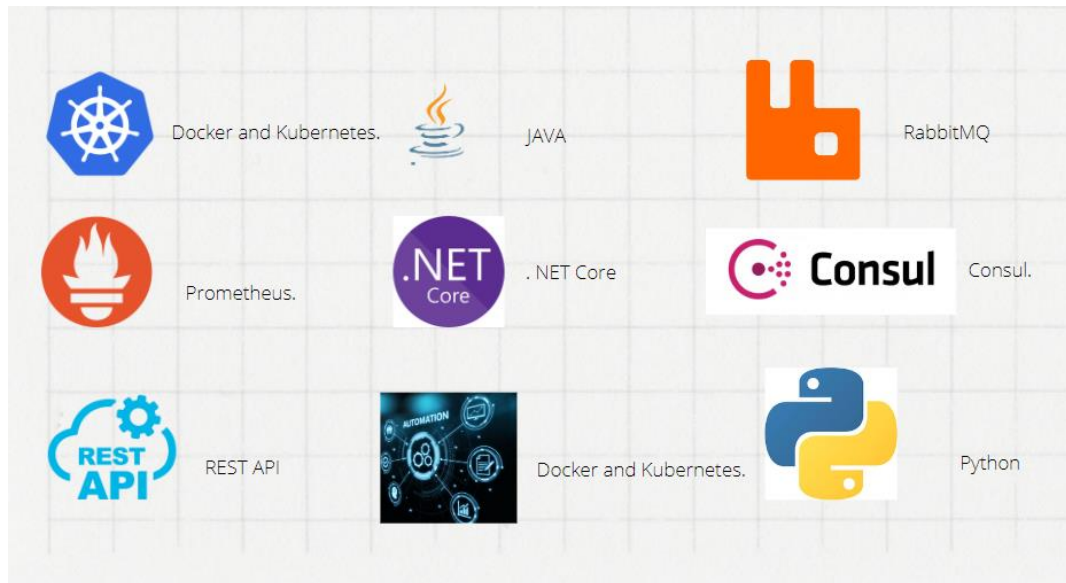 Docker and Kubernetes.
JAVA
RabbitMQ
Prometheus.
.NET
Core
. NET Core
Consul
Consul.
REST
API
REST API
AUTOMATION
Docker and Kubernetes.
Python